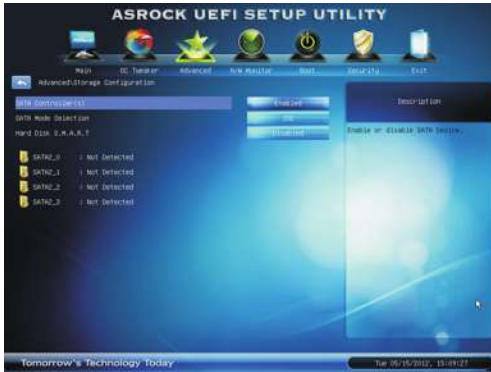 ASROCK UEFI SETUP UTILITY
Main OC Tweaker Advanced H/W Monitor Boot Security Exit
Advanced\Storage Configuration
SATA Controller(s) Enabled
SATA Mode Selection IDE
Hard Disk S.M.A.R.T Disabled
SATA2_0 : Not Detected
SATA2_1 : Not Detected
SATA2_2 : Not Detected
SATA2_3 : Not Detected
Description
Enable or disable SATA Device.
Tomorrow's Technology Today
Tue 05/15/2012, 15:09:27